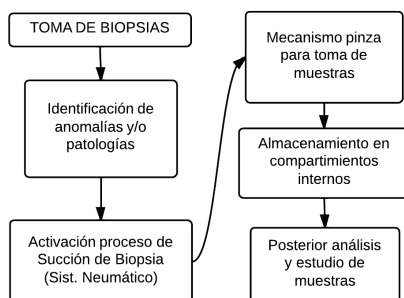 TOMA DE BIOPSIAS
Identificación de
anomalías y/o
patologías
Activación proceso de
Succión de Biopsia
(Sist. Neumático)
Mecanismo pinza
para toma de
muestras
Almacenamiento en
compartimientos
internos
Posterior análisis
y estudio de
muestras